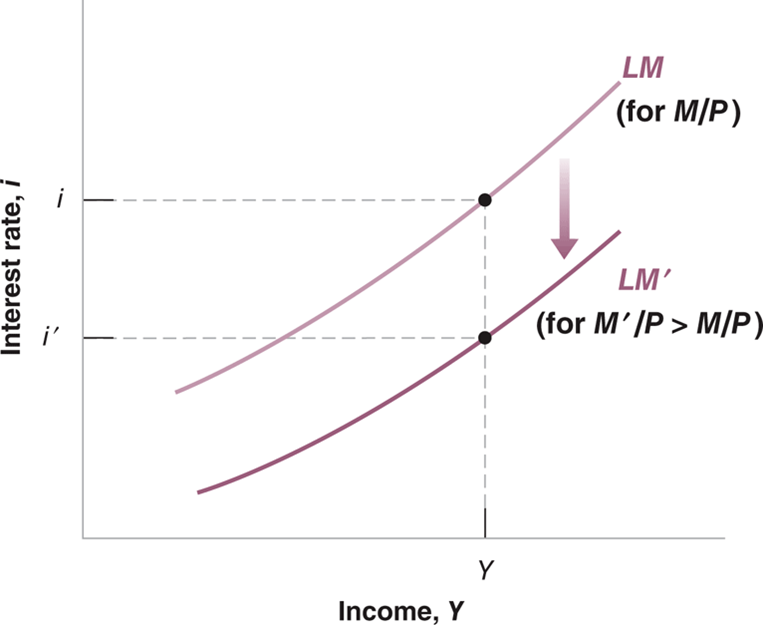 LM
(for M/P)
i
Interest rate, i
LM′
(for M′/P > M/P)
i′
Y
Income, Y